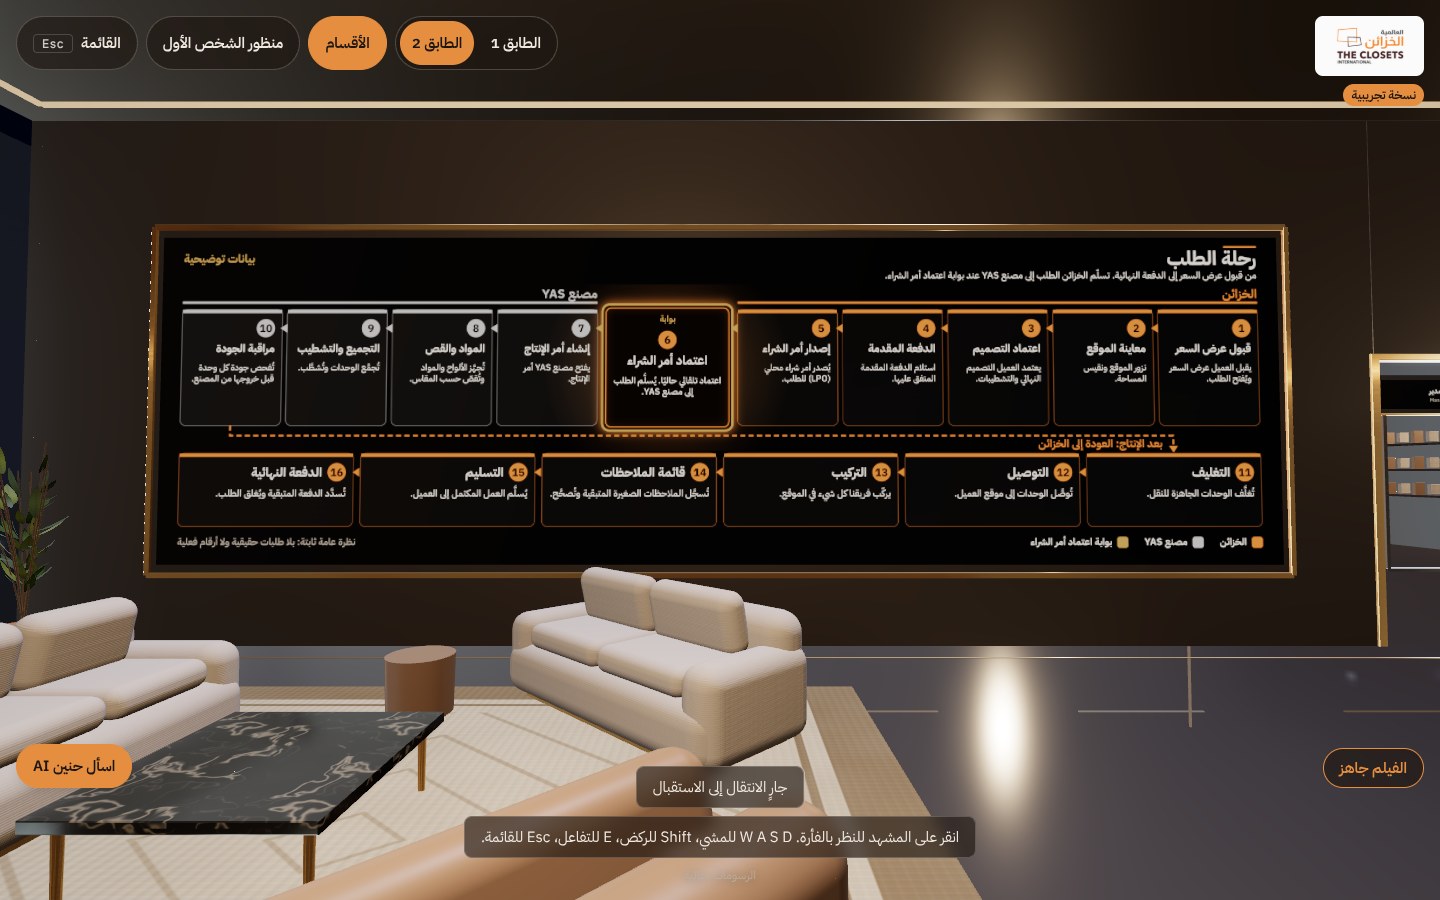 العالمية
الخزائن
THE CLOSETS
INTERNATIONAL
نسخة تجريبية
الطابق 1
الطابق 2
الأقسام
منظور الشخص الأول
القائمة Esc
رحلة الطلب
بيانات توضيحية
من قبول عرض السعر إلى الدفعة النهائية. تسلّم الخزائن الطلب إلى مصنع YAS عند بوابة اعتماد أمر الشراء.
الخزائن
مصنع YAS
1
قبول عرض السعر
يقبل العميل عرض السعر
ويُفتح الطلب.
2
معاينة الموقع
نزور الموقع ونقيس
المساحة.
3
اعتماد التصميم
يعتمد العميل التصميم
النهائي والتشطيبات.
4
الدفعة المقدمة
استلام الدفعة المقدمة
المتفق عليها.
5
إصدار أمر الشراء
يُصدر أمر شراء محلي
(LPO) للطلب.
بوابة
6
اعتماد أمر الشراء
اعتماد تلقائي حاليًا. يُسلَّم الطلب
إلى مصنع YAS.
7
إنشاء أمر الإنتاج
يفتح مصنع YAS أمر
الإنتاج.
8
المواد والقص
تُجهَّز الألواح والمواد
وتُقصّ حسب المقاس.
9
التجميع والتشطيب
تُجمَّع الوحدات وتُشطَّب.
10
مراقبة الجودة
تُفحص جودة كل وحدة
قبل خروجها من المصنع.
بعد الإنتاج: العودة إلى الخزائن
11 التغليف
تُغلَّف الوحدات الجاهزة للنقل.
12 التوصيل
تُوصَّل الوحدات إلى موقع العميل.
13 التركيب
يركّب فريقنا كل شيء في الموقع.
14 قائمة الملاحظات
تُسجَّل الملاحظات الصغيرة المتبقية وتُصحَّح.
15 التسليم
يُسلَّم العمل المكتمل إلى العميل.
16 الدفعة النهائية
تُسدَّد الدفعة المتبقية ويُغلق الطلب.
الخزائن
مصنع YAS
بوابة اعتماد أمر الشراء
نظرة عامة ثابتة: بلا طلبات حقيقية ولا أرقام فعلية
اسأل حنين AI
الفيلم جاهز
جارٍ الانتقال إلى الاستقبال
انقر على المشهد للنظر بالفأرة. W A S D للمشي، Shift للركض، E للتفاعل، Esc للقائمة.